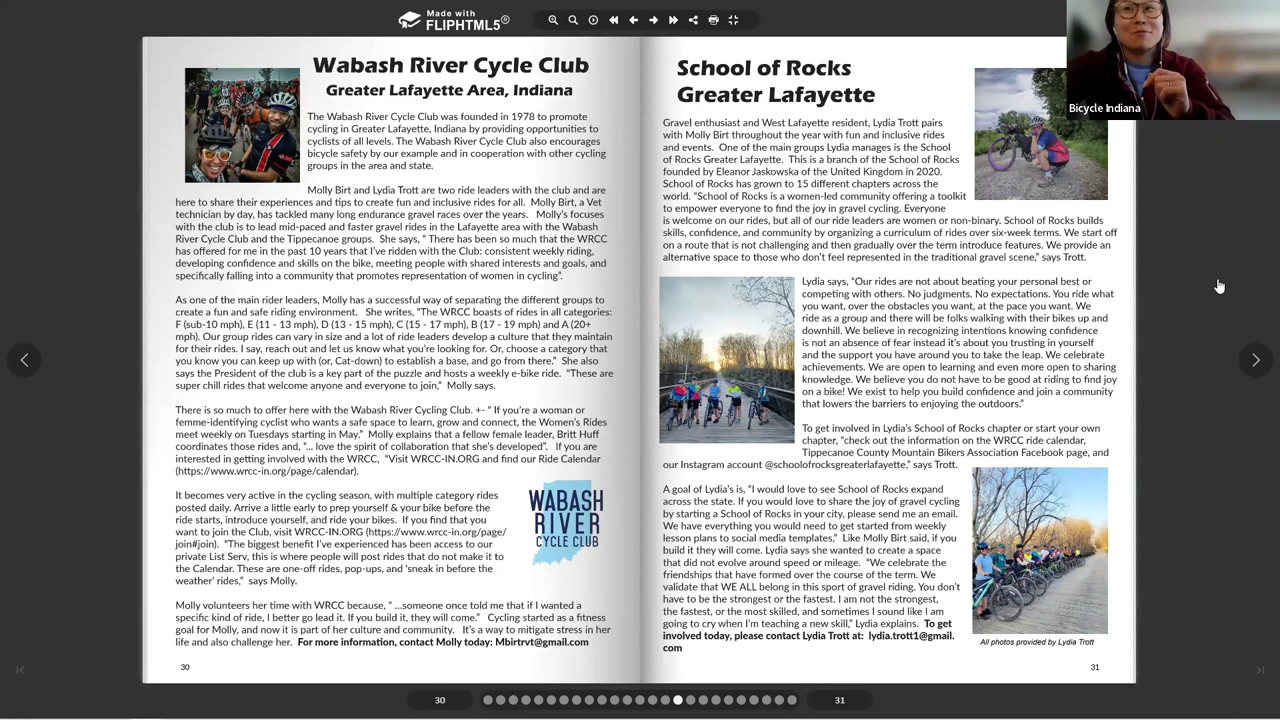 Made with
FLIPHTML5®
Bicycle Indiana
Wabash River Cycle Club
Greater Lafayette Area, Indiana
The Wabash River Cycle Club was founded in 1978 to promote
cycling in Greater Lafayette, Indiana by providing opportunities to
cyclists of all levels. The Wabash River Cycle Club also encourages
bicycle safety by our example and in cooperation with other cycling
groups in the area and state.
Molly Birt and Lydia Trott are two ride leaders with the club and are
here to share their experiences and tips to create fun and inclusive rides for all. Molly Birt, a Vet
technician by day, has tackled many long endurance gravel races over the years. Molly's focuses
with the club is to lead mid-paced and faster gravel rides in the Lafayette area with the Wabash
River Cycle Club and the Tippecanoe groups. She says, " There has been so much that the WRCC
has offered for me in the past 10 years that I've ridden with the Club: consistent weekly riding,
developing confidence and skills on the bike, meeting people with shared interests and goals, and
specifically falling into a community that promotes representation of women in cycling".
As one of the main rider leaders, Molly has a successful way of separating the different groups to
create a fun and safe riding environment. She writes, "The WRCC boasts of rides in all categories:
F (sub-10 mph), E (11 - 13 mph), D (13 - 15 mph), C (15 - 17 mph), B (17 - 19 mph) and A (20+
mph). Our group rides can vary in size and a lot of ride leaders develop a culture that they maintain
for their rides. I say, reach out and let us know what you're looking for. Or, choose a category that
you know you can keep up with (or, Cat-down) to establish a base, and go from there." She also
says the President of the club is a key part of the puzzle and hosts a weekly e-bike ride. "These are
super chill rides that welcome anyone and everyone to join," Molly says.
There is so much to offer here with the Wabash River Cycling Club. +- " If you're a woman or
femme-identifying cyclist who wants a safe space to learn, grow and connect, the Women's Rides
meet weekly on Tuesdays starting in May." Molly explains that a fellow female leader, Britt Huff
coordinates those rides and, "... love the spirit of collaboration that she's developed". If you are
interested in getting involved with the WRCC, "Visit WRCC-IN.ORG and find our Ride Calendar
(https://www.wrcc-in.org/page/calendar).
It becomes very active in the cycling season, with multiple category rides
posted daily. Arrive a little early to prep yourself & your bike before the
ride starts, introduce yourself, and ride your bikes. If you find that you
want to join the Club, visit WRCC-IN.ORG (https://www.wrcc-in.org/page/
join#join). "The biggest benefit I've experienced has been access to our
private List Serv, this is where people will post rides that do not make it to
the Calendar. These are one-off rides, pop-ups, and 'sneak in before the
weather' rides," says Molly.
WABASH
RIVER
CYCLE CLUB
Molly volunteers her time with WRCC because, " ...someone once told me that if I wanted a
specific kind of ride, I better go lead it. If you build it, they will come." Cycling started as a fitness
goal for Molly, and now it is part of her culture and community. It's a way to mitigate stress in her
life and also challenge her. For more information, contact Molly today: Mbirtrvt@gmail.com
30
School of Rocks
Greater Lafayette
Gravel enthusiast and West Lafayette resident, Lydia Trott pairs
with Molly Birt throughout the year with fun and inclusive rides
and events. One of the main groups Lydia manages is the School
of Rocks Greater Lafayette. This is a branch of the School of Rocks
founded by Eleanor Jaskowska of the United Kingdom in 2020.
School of Rocks has grown to 15 different chapters across the
world. "School of Rocks is a women-led community offering a toolkit
to empower everyone to find the joy in gravel cycling. Everyone
is welcome on our rides, but all of our ride leaders are women or non-binary. School of Rocks builds
skills, confidence, and community by organizing a curriculum of rides over six-week terms. We start off
on a route that is not challenging and then gradually over the term introduce features. We provide an
alternative space to those who don't feel represented in the traditional gravel scene," says Trott.
Lydia says, "Our rides are not about beating your personal best or
competing with others. No judgments. No expectations. You ride what
you want, over the obstacles you want, at the pace you want. We
ride as a group and there will be folks walking with their bikes up and
downhill. We believe in recognizing intentions knowing confidence
is not an absence of fear instead it's about you trusting in yourself
and the support you have around you to take the leap. We celebrate
achievements. We are open to learning and even more open to sharing
knowledge. We believe you do not have to be good at riding to find joy
on a bike! We exist to help you build confidence and join a community
that lowers the barriers to enjoying the outdoors."
To get involved in Lydia's School of Rocks chapter or start your own
chapter, "check out the information on the WRCC ride calendar,
Tippecanoe County Mountain Bikers Association Facebook page, and
our Instagram account @schoolofrocksgreaterlafayette," says Trott.
A goal of Lydia's is, "I would love to see School of Rocks expand
across the state. If you would love to share the joy of gravel cycling
by starting a School of Rocks in your city, please send me an email.
We have everything you would need to get started from weekly
lesson plans to social media templates," Like Molly Birt said, if you
build it they will come. Lydia says she wanted to create a space
that did not evolve around speed or mileage. "We celebrate the
friendships that have formed over the course of the term. We
validate that WE ALL belong in this sport of gravel riding. You don't
have to be the strongest or the fastest. I am not the strongest,
the fastest, or the most skilled, and sometimes I sound like I am
going to cry when I'm teaching a new skill," Lydia explains. To get
involved today, please contact Lydia Trott at: lydia.trott1@gmail.
com
All photos provided by Lydia Trott
31
30
31